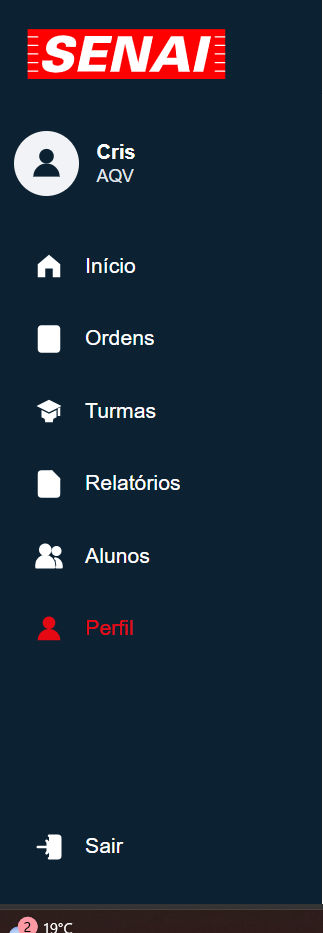 SENAI
Cris
AQV
Início
Ordens
Turmas
Relatórios
Alunos
Perfil
Sair
2
19°C